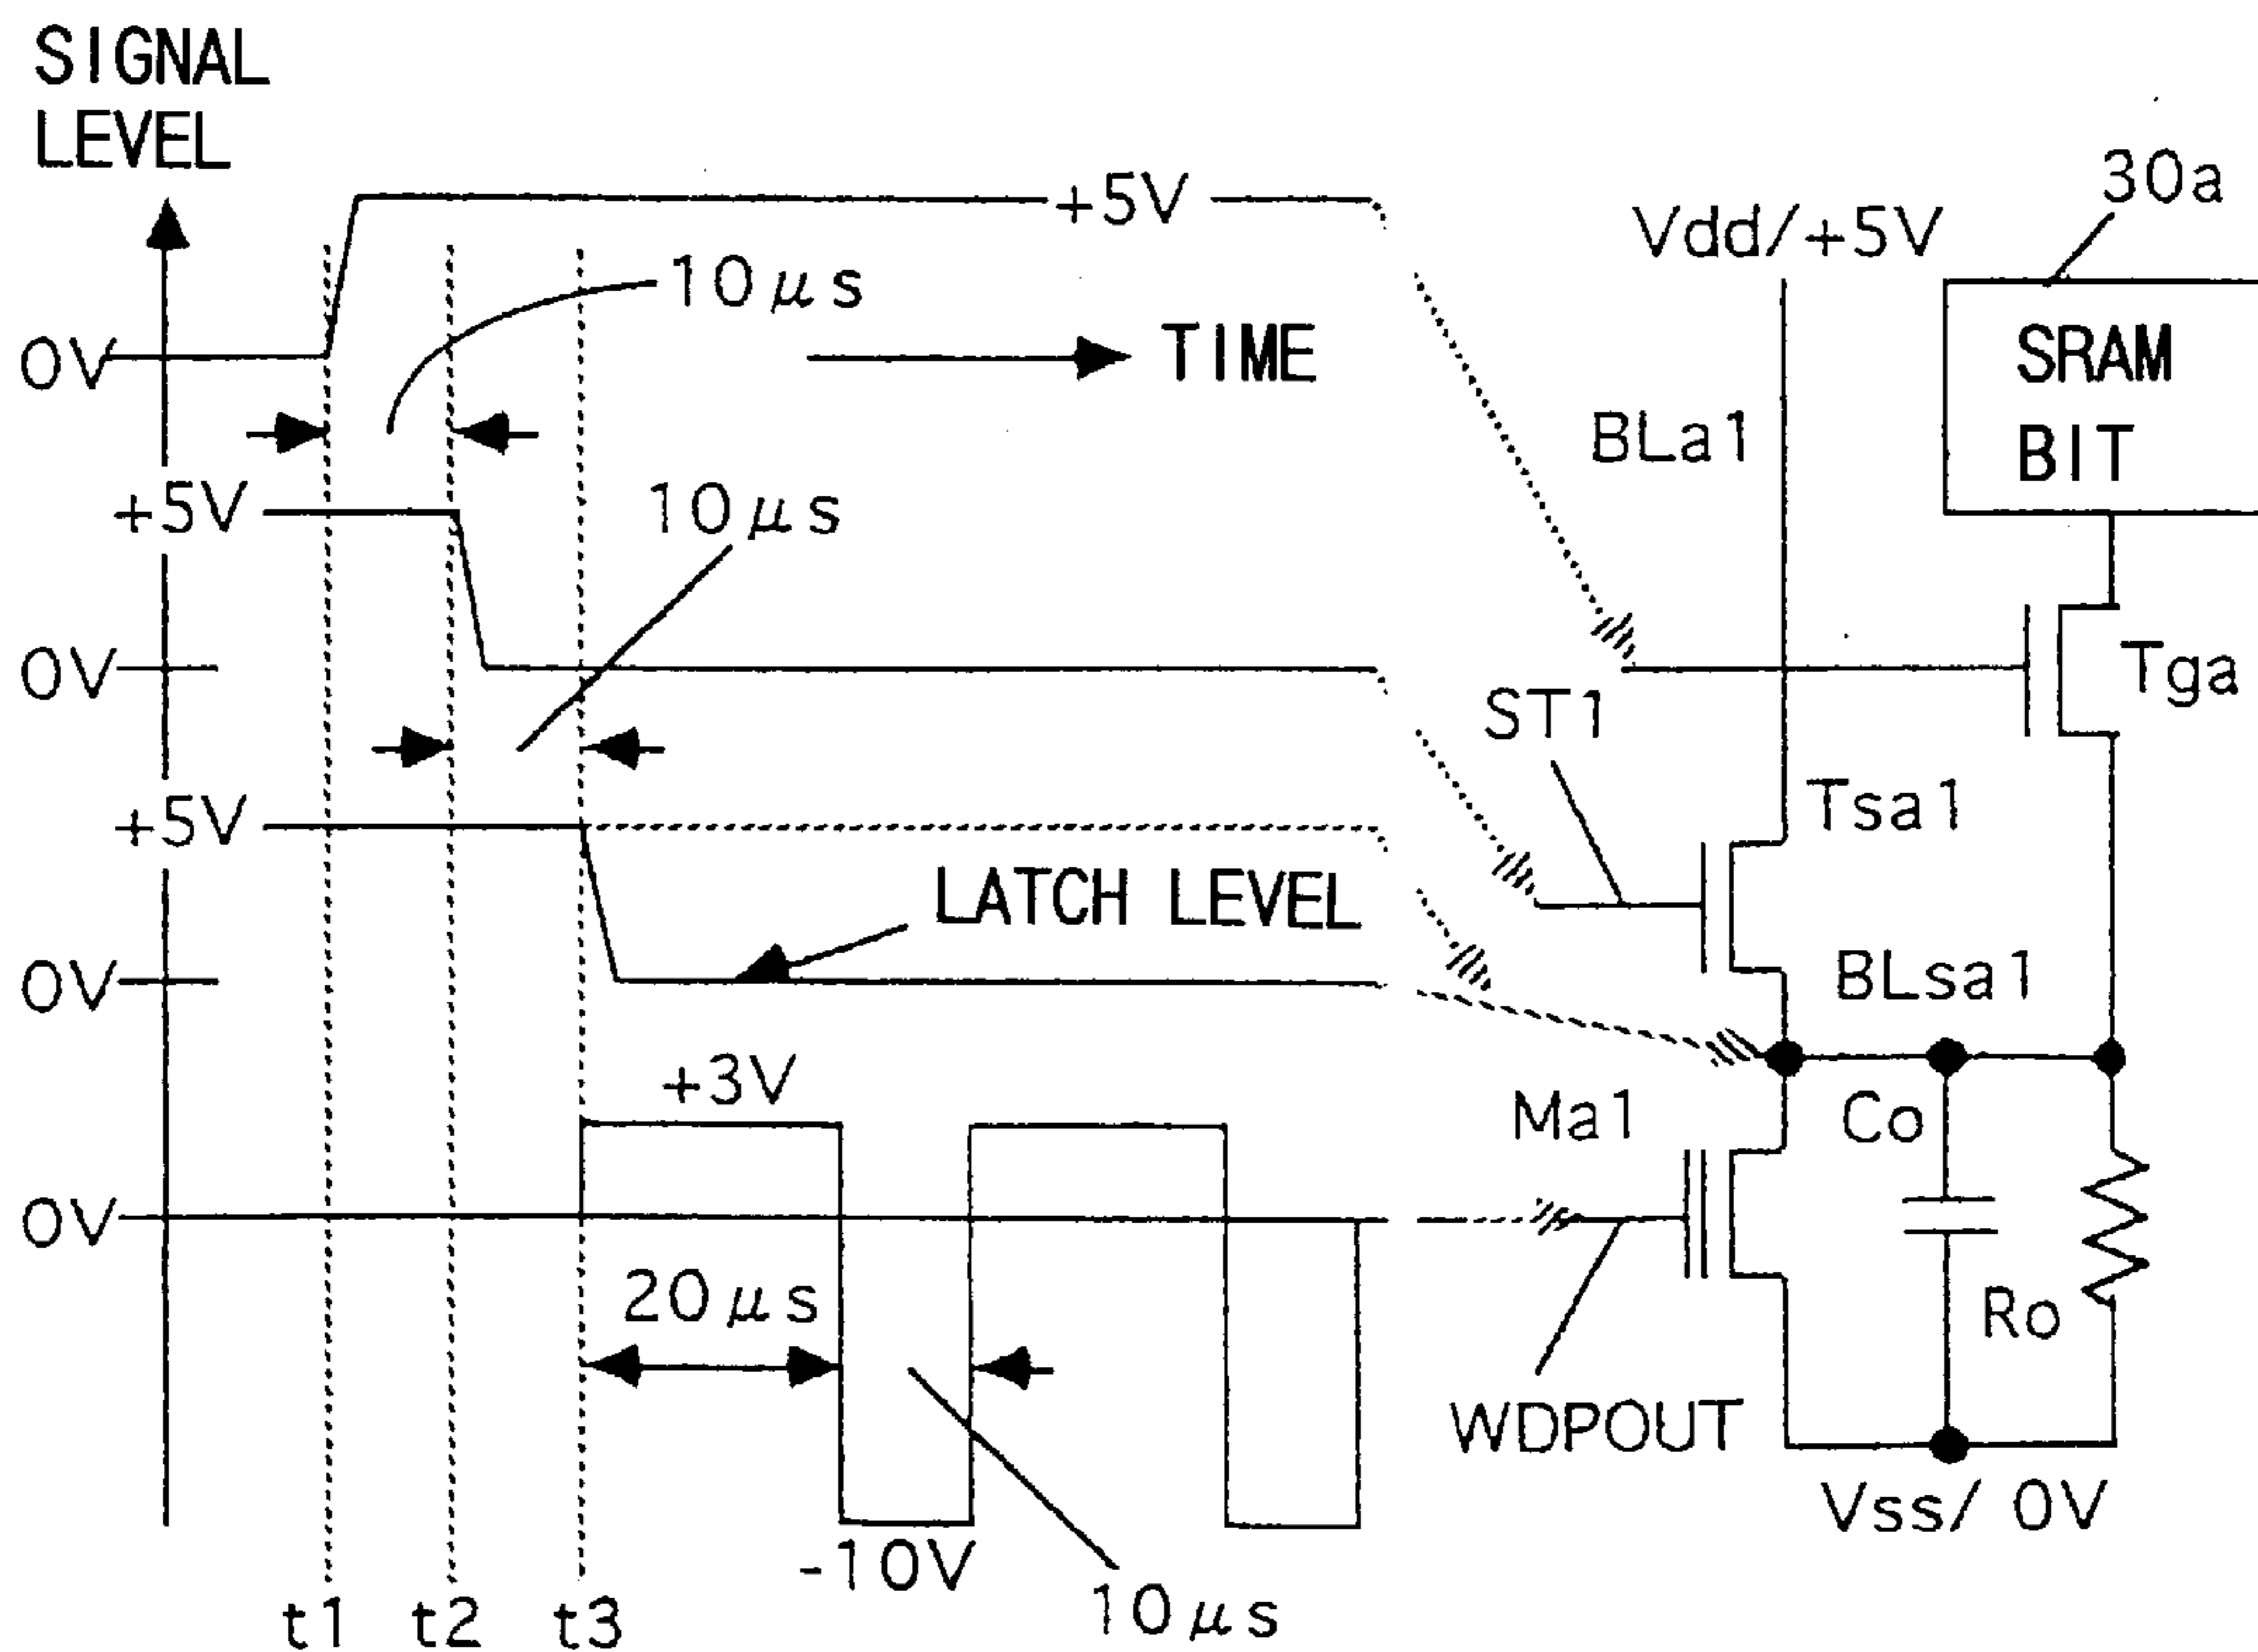 SIGNAL
LEVEL
+5V
30a
Vdd/+5V
10μs
0V
TIME
SRAM
BIT
BLa1
+5V
10μs
0V
Tga
ST1
Tsa1
+5V
LATCH LEVEL
0V
BLsa1
+3V
Ma1
Co
0V
20μs
Ro
WDPOUT
-10V
Vss/ 0V
10μs
t1 t2 t3